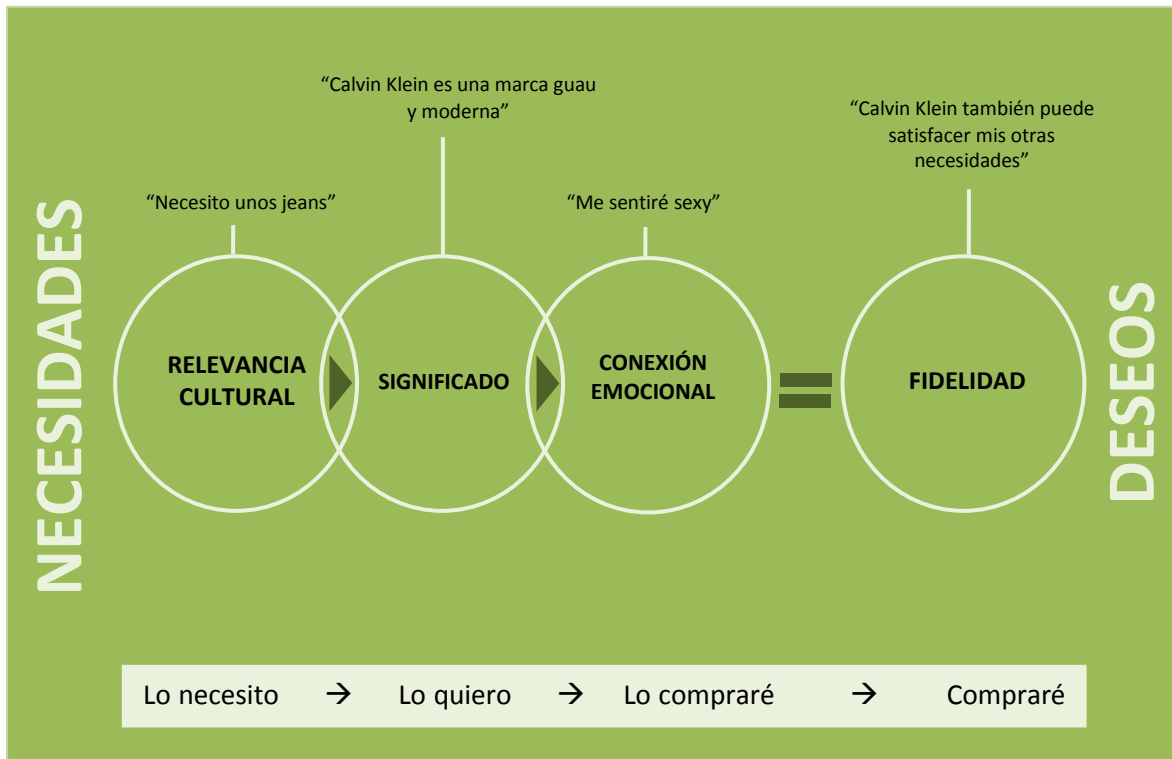 “Calvin Klein es una marca guau
y moderna”
“Calvin Klein también puede
satisfacer mis otras
necesidades”
“Necesito unos jeans”
“Me sentiré sexy”
NECESIDADES
RELEVANCIA
CULTURAL
SIGNIFICADO
CONEXIÓN
EMOCIONAL
=
FIDELIDAD
DESEOS
Lo necesito → Lo quiero → Lo compraré → Compraré